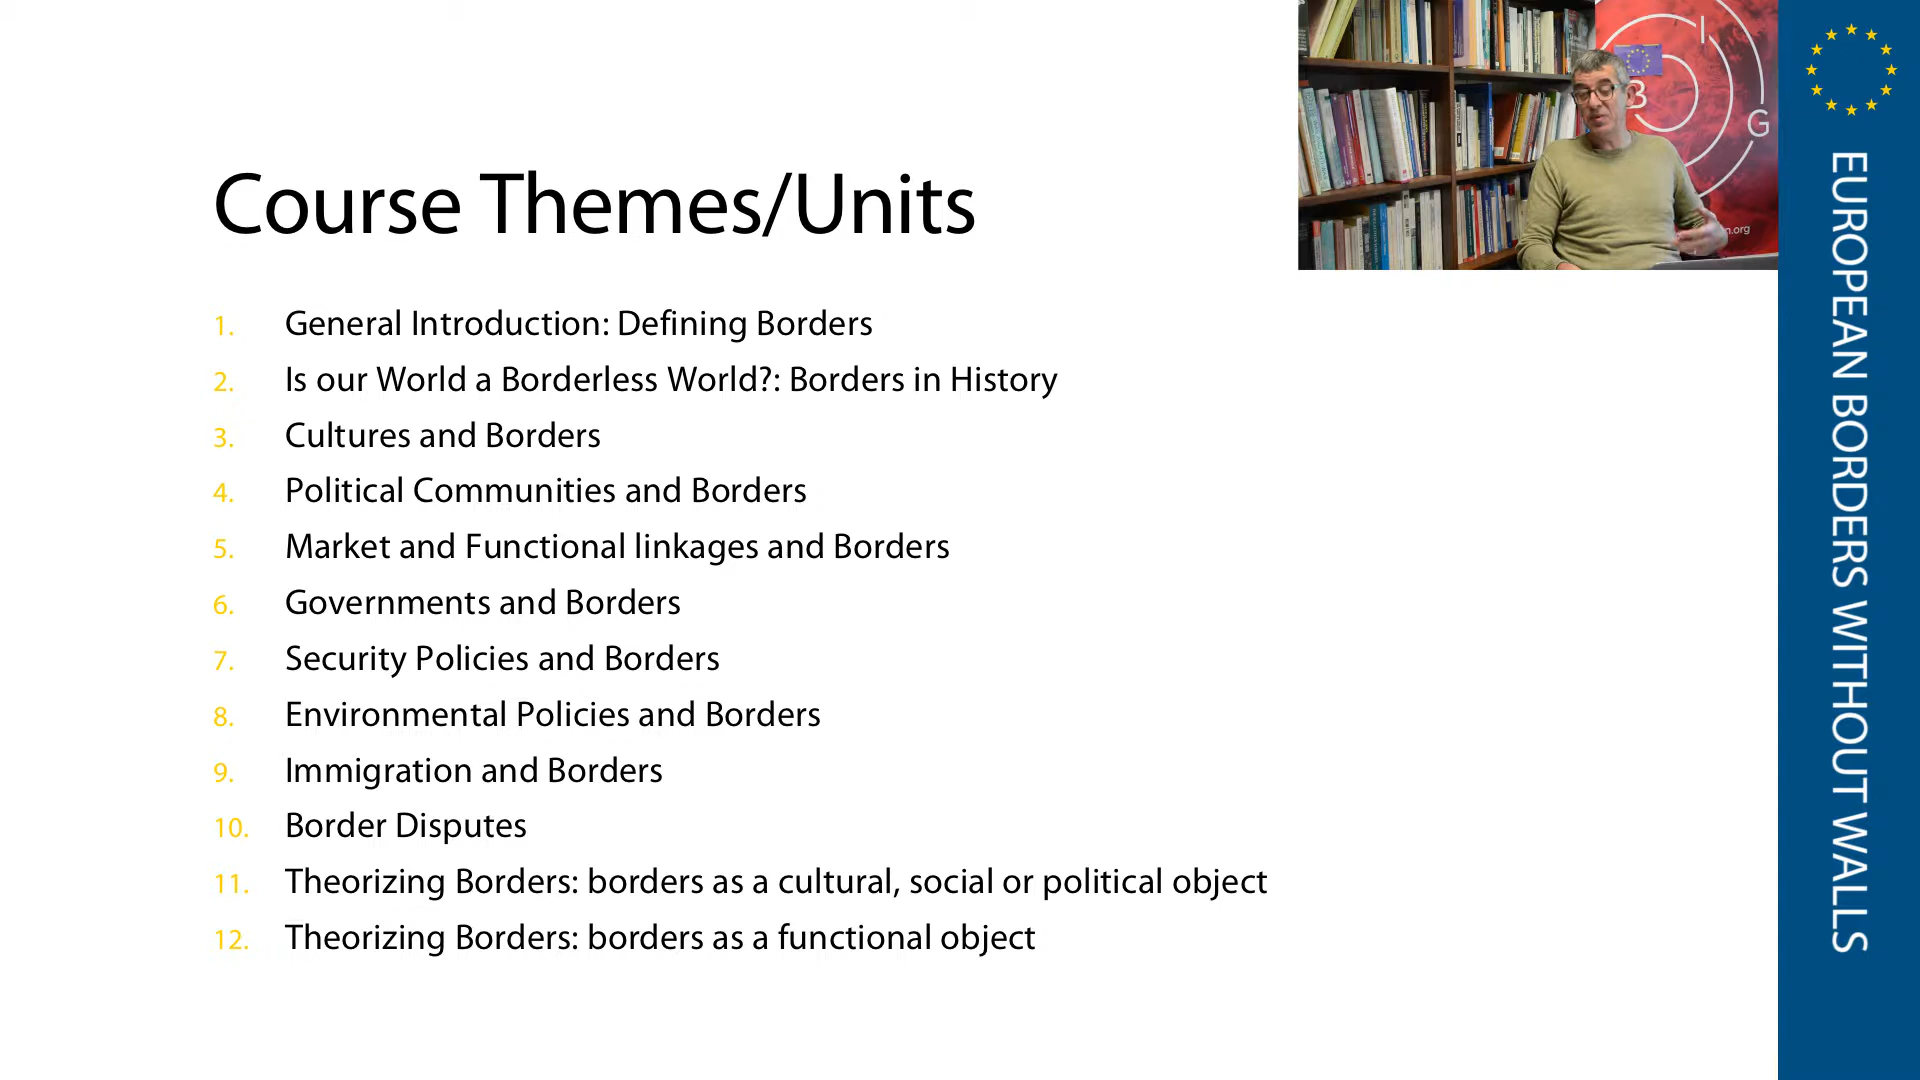 Course Themes/Units
1. General Introduction: Defining Borders
2. Is our World a Borderless World?: Borders in History
3. Cultures and Borders
4. Political Communities and Borders
5. Market and Functional linkages and Borders
6. Governments and Borders
7. Security Policies and Borders
8. Environmental Policies and Borders
9. Immigration and Borders
10. Border Disputes
11. Theorizing Borders: borders as a cultural, social or political object
12. Theorizing Borders: borders as a functional object
I
B
G
n.org
EUROPEAN BORDERS WITHOUT WALLS